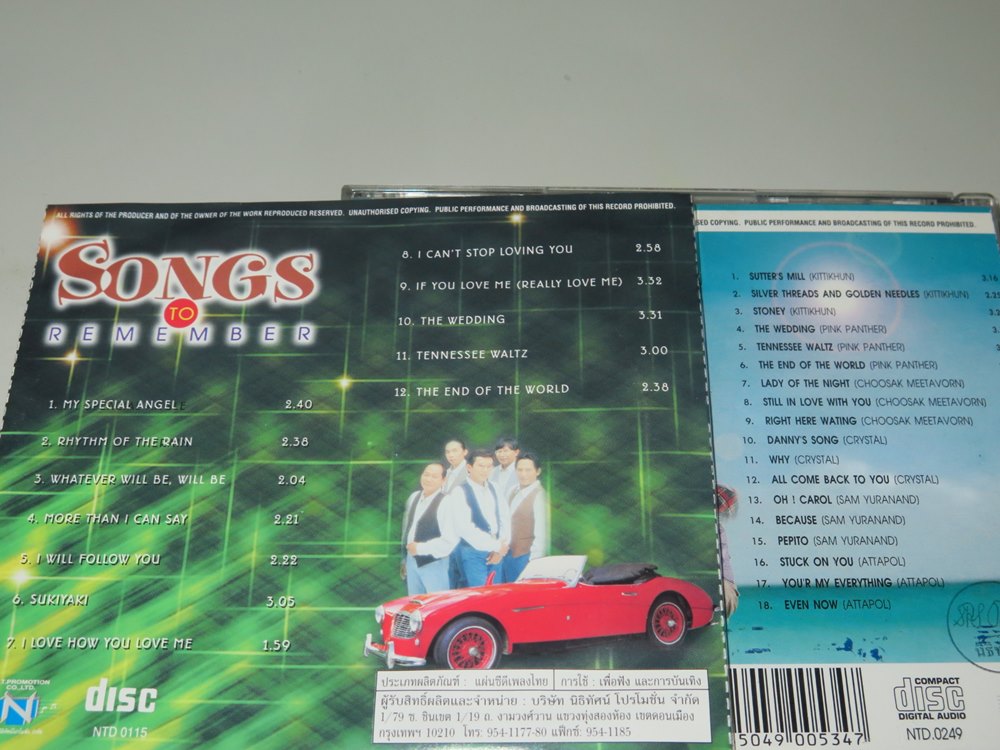 ALL RIGHTS OF THE PRODUCER AND OF THE OWNER OF THE WORK REPRODUCED RESERVED. UNAUTHORISED COPYING. PUBLIC PERFORMANCE AND BROADCASTING OF THIS RECORD PROHIBITED.
SONGS
TO
REMEMBER
1. MY SPECIAL ANGEL 2.40
2. RHYTHM OF THE RAIN 2.38
3. WHATEVER WILL BE, WILL BE 2.04
4. MORE THAN I CAN SAY 2.21
5. I WILL FOLLOW YOU 2.22
6. SUKIYAKI 3.05
7. I LOVE HOW YOU LOVE ME 1.59
8. I CAN'T STOP LOVING YOU 2.58
9. IF YOU LOVE ME (REALLY LOVE ME) 3.32
10. THE WEDDING 3.31
11. TENNESSEE WALTZ 3.00
12. THE END OF THE WORLD 2.38
T.PROMOTION
CO.,LTD.
N
disc
NTD 0115
ประเภทผลิตภัณฑ์ : แผ่นซีดีเพลงไทย การใช้ : เพื่อฟัง และการบันเทิง
ผู้รับสิทธิ์ผลิตและจำหน่าย : บริษัท นิธิทัศน์ โปรโมชั่น จำกัด
1/79 ซ. ชินเขต 1/19 ถ. งามวงศ์วาน แขวงทุ่งสองห้อง เขตดอนเมือง
กรุงเทพฯ 10210 โทร. 954-1177-80 แฟ็กซ์: 954-1185
SED COPYING. PUBLIC PERFORMANCE AND BROADCASTING OF THIS RECORD PROHIBITED.
1. SUTTER'S MILL (KITTIKHUN) 3.16
2. SILVER THREADS AND GOLDEN NEEDLES (KITTIKHUN)
3. STONEY (KITTIKHUN)
4. THE WEDDING (PINK PANTHER)
5. TENNESSEE WALTZ (PINK PANTHER)
6. THE END OF THE WORLD (PINK PANTHER)
7. LADY OF THE NIGHT (CHOOSAK MEETAVORN)
8. STILL IN LOVE WITH YOU (CHOOSAK MEETAVORN)
9. RIGHT HERE WATING (CHOOSAK MEETAVORN)
10. DANNY'S SONG (CRYSTAL)
11. WHY (CRYSTAL)
12. ALL COME BACK TO YOU (CRYSTAL)
13. OH ! CAROL (SAM YURANAND)
14. BECAUSE (SAM YURANAND)
15. PEPITO (SAM YURANAND)
16. STUCK ON YOU (ATTAPOL)
17. YOU'R MY EVERYTHING (ATTAPOL)
18. EVEN NOW (ATTAPOL)
5049 005347
COMPACT
disc
DIGITAL AUDIO
NTD.0249